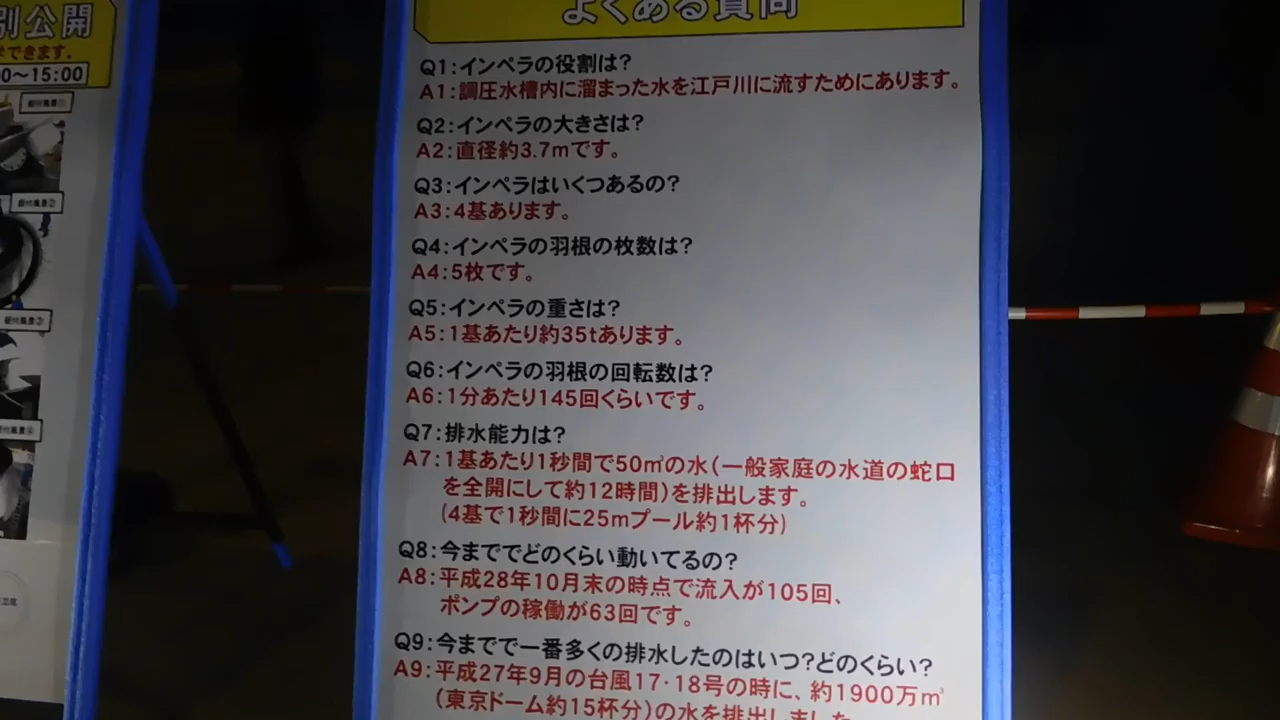 別公開
できます。
0～15:00
よくある質問
Q1:インペラの役割は?
A1:調圧水槽内に溜まった水を江戸川に流すためにあります。
Q2:インペラの大きさは?
A2:直径約3.7mです。
Q3:インペラはいくつあるの?
A3:4基あります。
Q4:インペラの羽根の枚数は?
A4:5枚です。
Q5:インペラの重さは?
A5:1基あたり約35tあります。
Q6:インペラの羽根の回転数は?
A6:1分あたり145回くらいです。
Q7:排水能力は?
A7:1基あたり1秒間で50㎥の水(一般家庭の水道の蛇口
を全開にして約12時間)を排出します。
(4基で1秒間に25mプール約1杯分)
Q8:今まででどのくらい動いてるの?
A8:平成28年10月末の時点で流入が105回、
ポンプの稼働が63回です。
Q9:今までで一番多くの排水したのはいつ?どのくらい?
A9:平成27年9月の台風17･18号の時に、約1900万㎥
(東京ドーム約15杯分)の水を排出しました